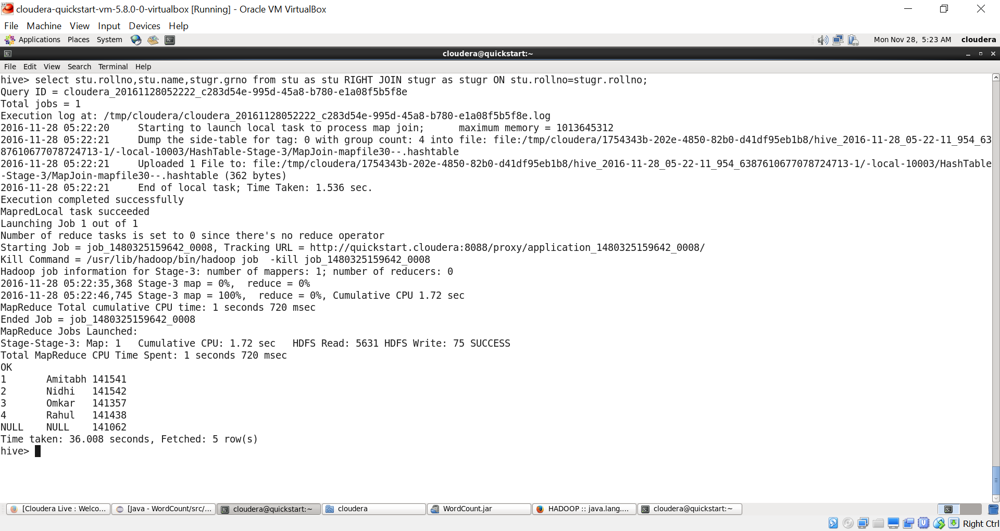 cloudera-quickstart-vm-5.8.0-0-virtualbox [Running] - Oracle VM VirtualBox
File Machine View Input Devices Help
Applications Places System Mon Nov 28, 5:23 AM cloudera
cloudera@quickstart:~
File Edit View Search Terminal Help
hive> select stu.rollno,stu.name,stugr.grno from stu as stu RIGHT JOIN stugr as stugr ON stu.rollno=stugr.rollno;
Query ID = cloudera_20161128052222_c283d54e-995d-45a8-b780-e1a08f5b5f8e
Total jobs = 1
Execution log at: /tmp/cloudera/cloudera_20161128052222_c283d54e-995d-45a8-b780-e1a08f5b5f8e.log
2016-11-28 05:22:20     Starting to launch local task to process map join;      maximum memory = 1013645312
2016-11-28 05:22:21     Dump the side-table for tag: 0 with group count: 4 into file: file:/tmp/cloudera/1754343b-202e-4850-82b0-d41df95eb1b8/hive_2016-11-28_05-22-11_954_63
87610677078724713-1/-local-10003/HashTable-Stage-3/MapJoin-mapfile30--.hashtable
2016-11-28 05:22:21     Uploaded 1 File to: file:/tmp/cloudera/1754343b-202e-4850-82b0-d41df95eb1b8/hive_2016-11-28_05-22-11_954_6387610677078724713-1/-local-10003/HashTable
-Stage-3/MapJoin-mapfile30--.hashtable (362 bytes)
2016-11-28 05:22:21     End of local task; Time Taken: 1.536 sec.
Execution completed successfully
MapredLocal task succeeded
Launching Job 1 out of 1
Number of reduce tasks is set to 0 since there's no reduce operator
Starting Job = job_1480325159642_0008, Tracking URL = http://quickstart.cloudera:8088/proxy/application_1480325159642_0008/
Kill Command = /usr/lib/hadoop/bin/hadoop job  -kill job_1480325159642_0008
Hadoop job information for Stage-3: number of mappers: 1; number of reducers: 0
2016-11-28 05:22:35,368 Stage-3 map = 0%,  reduce = 0%
2016-11-28 05:22:46,745 Stage-3 map = 100%,  reduce = 0%, Cumulative CPU 1.72 sec
MapReduce Total cumulative CPU time: 1 seconds 720 msec
Ended Job = job_1480325159642_0008
MapReduce Jobs Launched:
Stage-Stage-3: Map: 1   Cumulative CPU: 1.72 sec   HDFS Read: 5631 HDFS Write: 75 SUCCESS
Total MapReduce CPU Time Spent: 1 seconds 720 msec
OK
1       Amitabh 141541
2       Nidhi   141542
3       Omkar   141357
4       Rahul   141438
NULL    NULL    141062
Time taken: 36.008 seconds, Fetched: 5 row(s)
hive>
[Cloudera Live : Welco... [Java - WordCount/src/... cloudera@quickstart:~ cloudera WordCount.jar HADOOP :: java.lang.... cloudera@quickstart:~
Right Ctrl